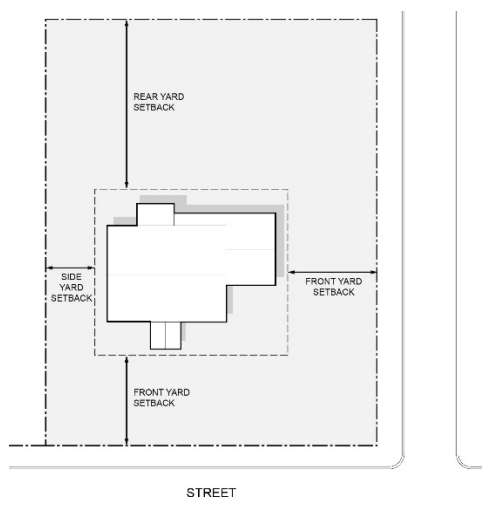 REAR YARD
SETBACK
SIDE
YARD
SETBACK
FRONT YARD
SETBACK
FRONT YARD
SETBACK
STREET